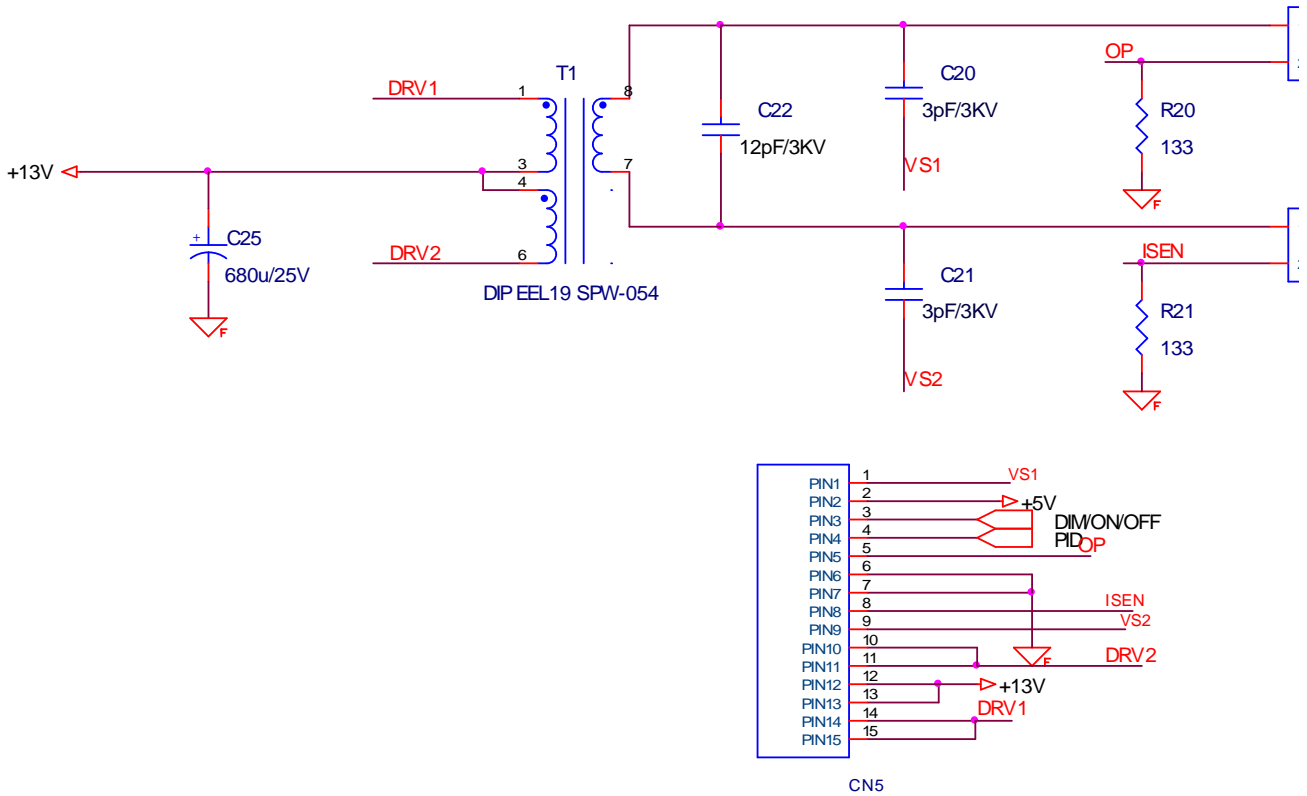 OP
T1
C20
DRV1
1
8
3pF/3KV
C22
R20
12pF/3KV
133
VS1
+13V
3
7
4
+
C25
DRV2
6
ISEN
680u/25V
C21
DIP EEL19 SPW-054
3pF/3KV
R21
F
133
VS2
F
F
PIN1 1 VS1
PIN2 2 +5V
PIN3 3 DIM/ON/OFF
PIN4 4 PID
PIN5 5 OP
PIN6 6
PIN7 7
PIN8 8 ISEN
PIN9 9 VS2
PIN10 10
F
PIN11 11 DRV2
PIN12 12 +13V
PIN13 13
PIN14 14 DRV1
PIN15 15
CN5